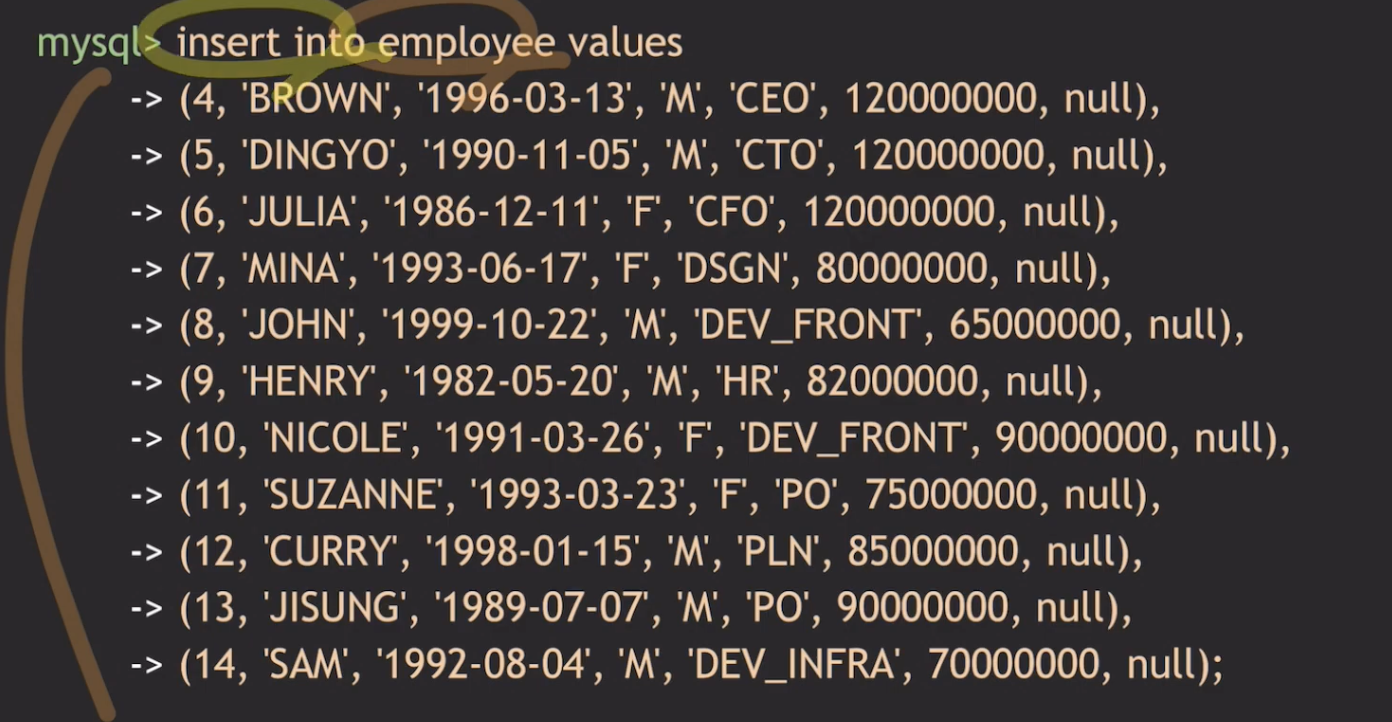 mysql> insert into employee values
-> (4, 'BROWN', '1996-03-13', 'M', 'CEO', 120000000, null),
-> (5, 'DINGYO', '1990-11-05', 'M', 'CTO', 120000000, null),
-> (6, 'JULIA', '1986-12-11', 'F', 'CFO', 120000000, null),
-> (7, 'MINA', '1993-06-17', 'F', 'DSGN', 80000000, null),
-> (8, 'JOHN', '1999-10-22', 'M', 'DEV_FRONT', 65000000, null),
-> (9, 'HENRY', '1982-05-20', 'M', 'HR', 82000000, null),
-> (10, 'NICOLE', '1991-03-26', 'F', 'DEV_FRONT', 90000000, null),
-> (11, 'SUZANNE', '1993-03-23', 'F', 'PO', 75000000, null),
-> (12, 'CURRY', '1998-01-15', 'M', 'PLN', 85000000, null),
-> (13, 'JISUNG', '1989-07-07', 'M', 'PO', 90000000, null),
-> (14, 'SAM', '1992-08-04', 'M', 'DEV_INFRA', 70000000, null);